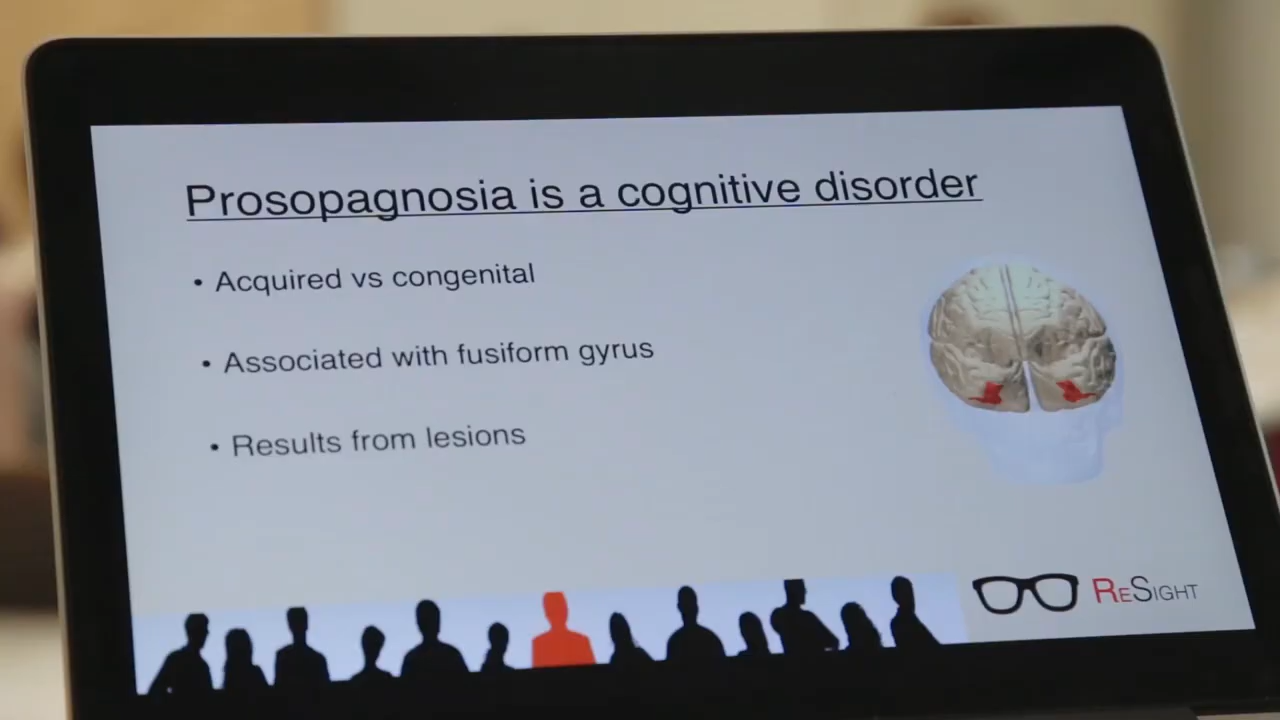 Prosopagnosia is a cognitive disorder
• Acquired vs congenital
• Associated with fusiform gyrus
• Results from lesions
ReSight